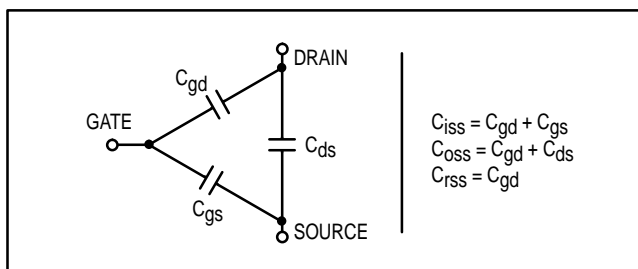 DRAIN
Cgd
GATE
Cds
Cgs
SOURCE
Ciss = Cgd + Cgs
Coss = Cgd + Cds
Crss = Cgd